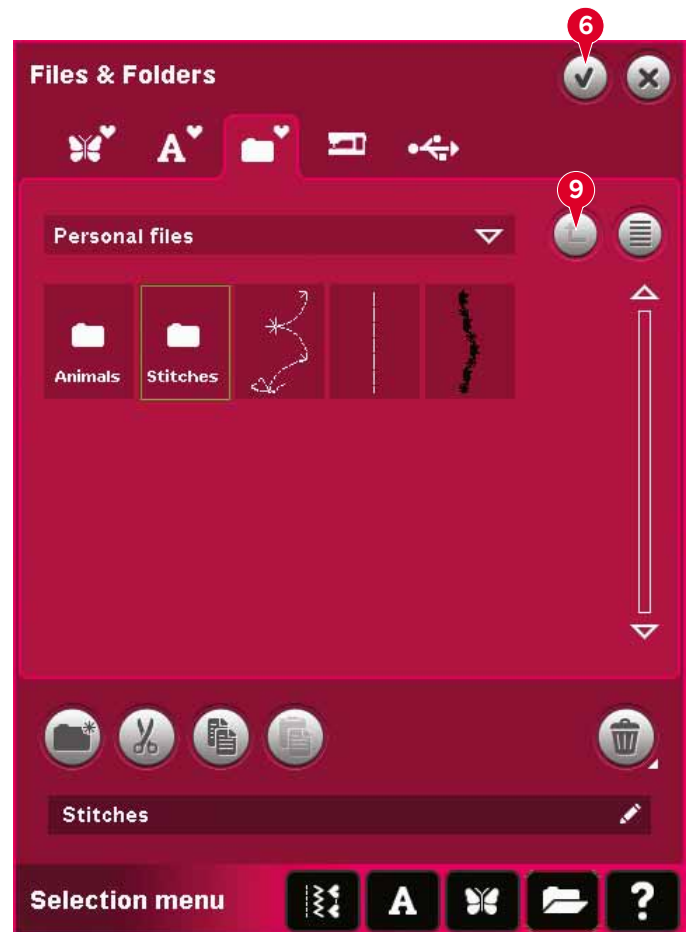 6
Files & Folders
A
9
Personal files
Animals
Stitches
Stitches
Selection menu
A
?